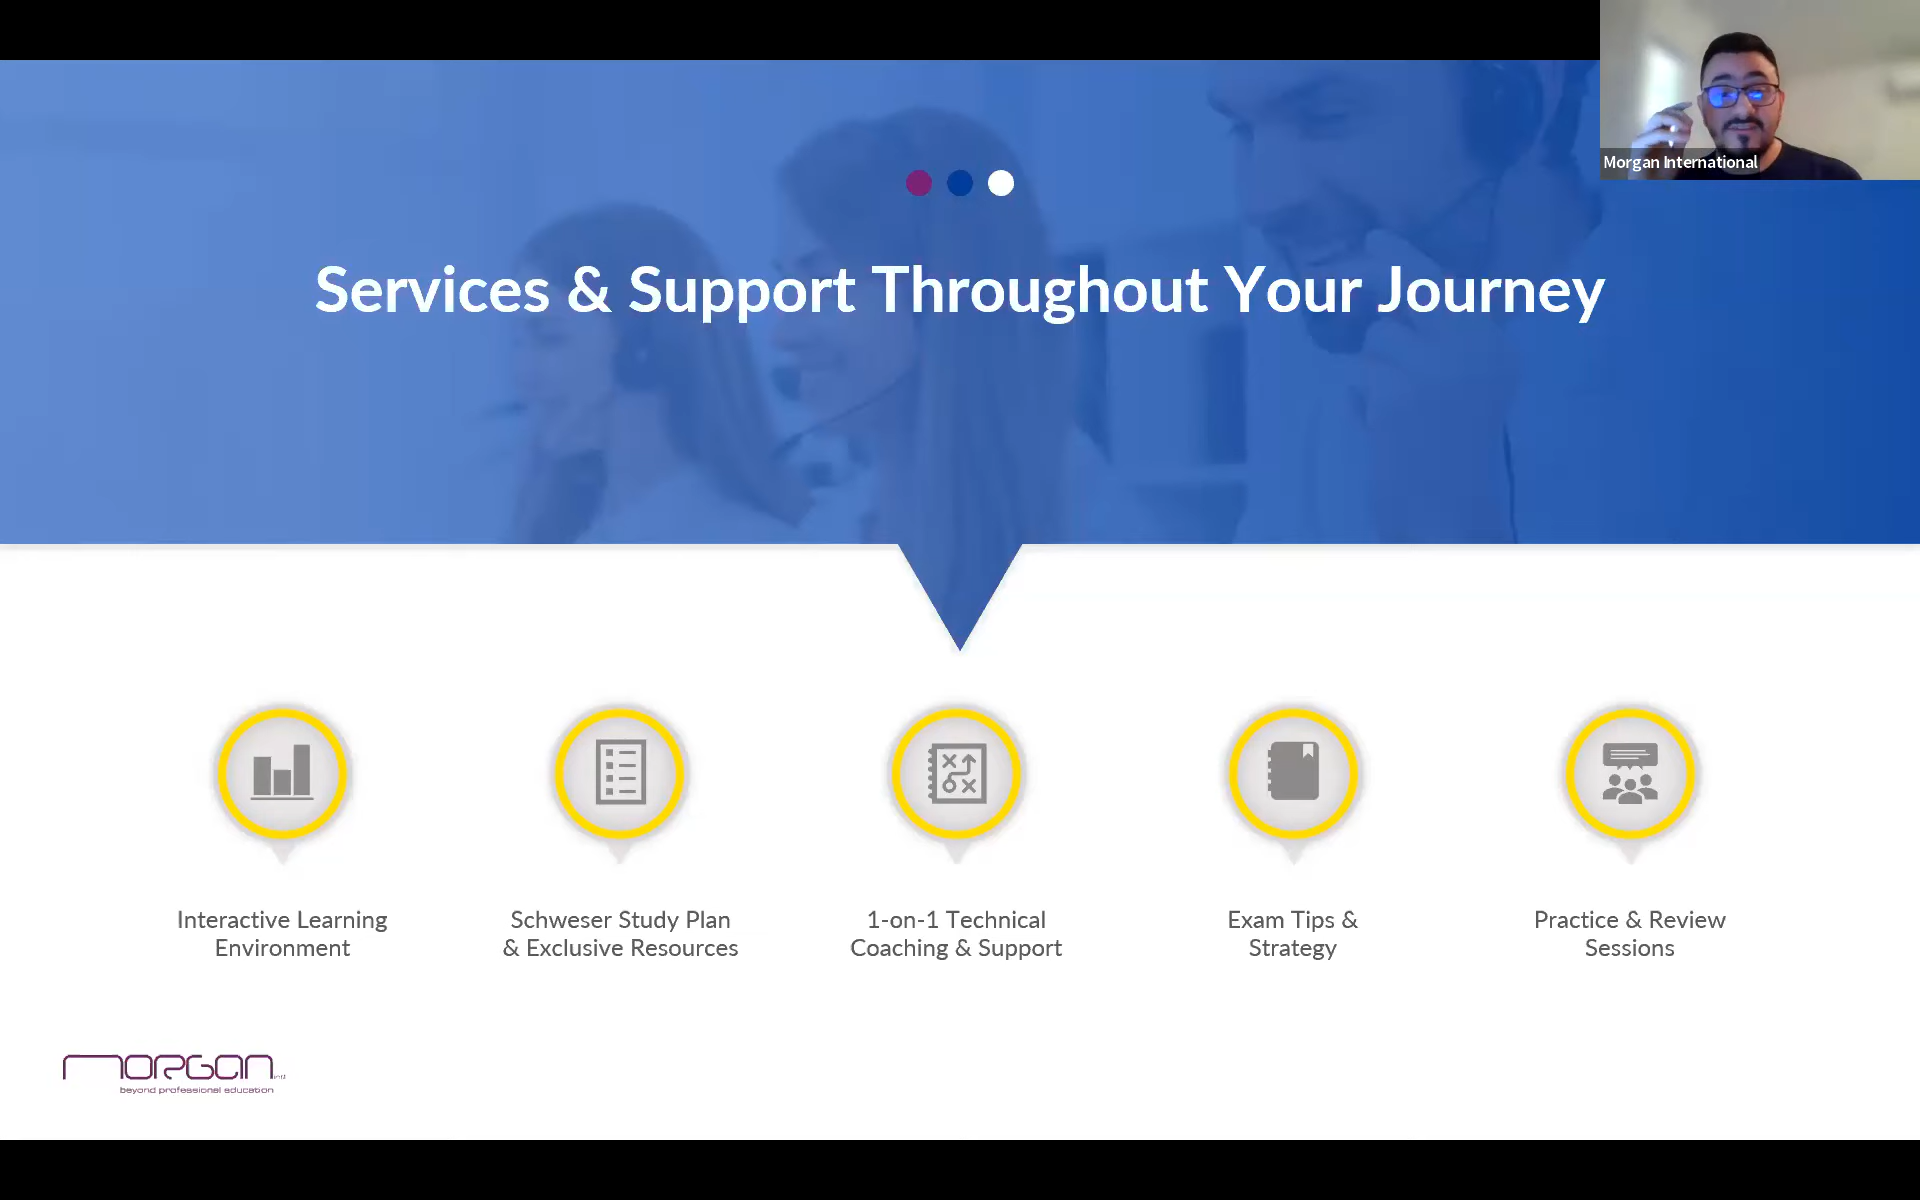 Morgan International
Services & Support Throughout Your Journey
Interactive Learning
Environment
Schweser Study Plan
& Exclusive Resources
1-on-1 Technical
Coaching & Support
Exam Tips &
Strategy
Practice & Review
Sessions
MORGAN intl
beyond professional education